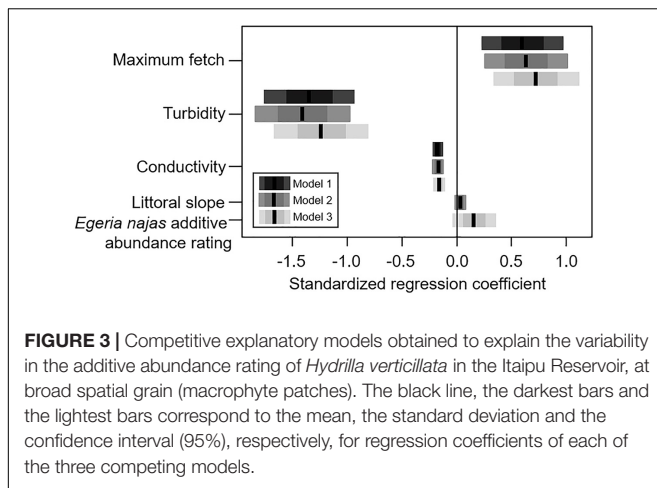 Maximum fetch
Turbidity
Conductivity
Littoral slope
Egeria najas additive
abundance rating
Model 1
Model 2
Model 3
-1.5 -1.0 -0.5 0.0 0.5 1.0
Standardized regression coefficient
FIGURE 3 | Competitive explanatory models obtained to explain the variability
in the additive abundance rating of Hydrilla verticillata in the Itaipu Reservoir, at
broad spatial grain (macrophyte patches). The black line, the darkest bars and
the lightest bars correspond to the mean, the standard deviation and the
confidence interval (95%), respectively, for regression coefficients of each of
the three competing models.